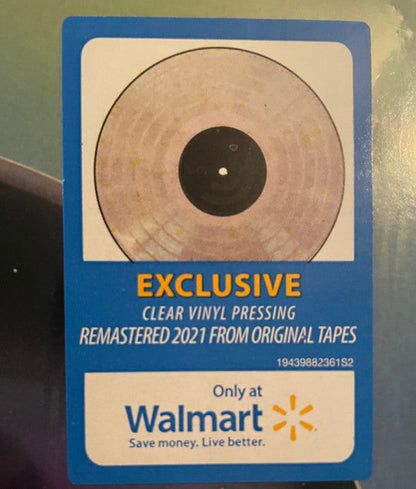 EXCLUSIVE
CLEAR VINYL PRESSING
REMASTERED 2021 FROM ORIGINAL TAPES
19439882361S2
Only at
Walmart
Save money. Live better.